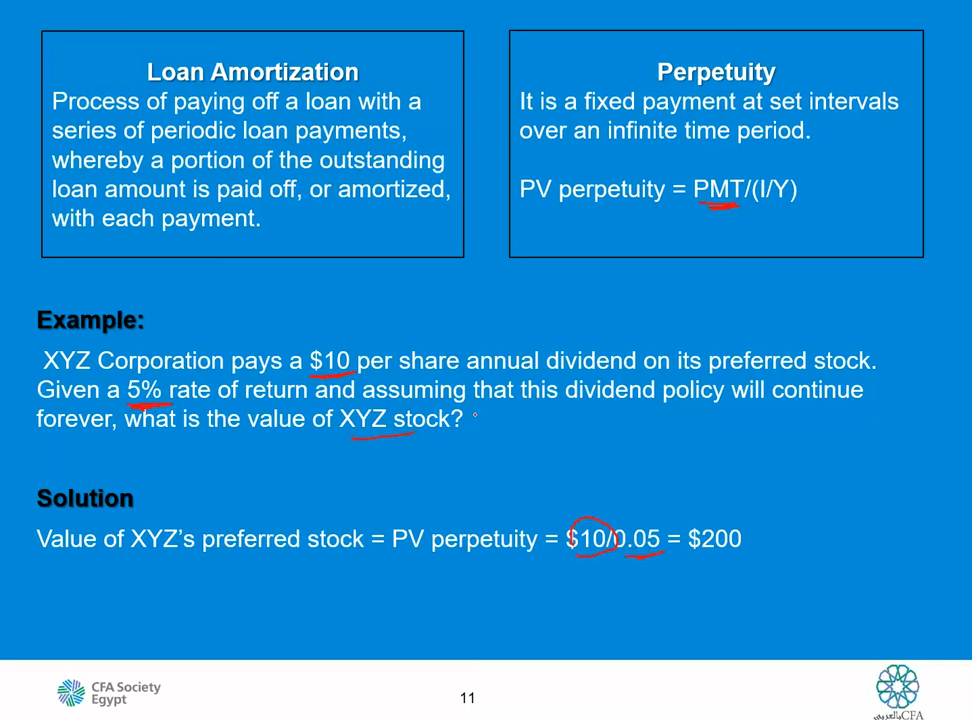 Loan Amortization
Process of paying off a loan with a
series of periodic loan payments,
whereby a portion of the outstanding
loan amount is paid off, or amortized,
with each payment.
Perpetuity
It is a fixed payment at set intervals
over an infinite time period.
PV perpetuity = PMT/(I/Y)
Example:
XYZ Corporation pays a $10 per share annual dividend on its preferred stock.
Given a 5% rate of return and assuming that this dividend policy will continue
forever, what is the value of XYZ stock?
Solution
Value of XYZ's preferred stock = PV perpetuity = $10/0.05 = $200
CFA Society
Egypt
11
CFA بالعربي